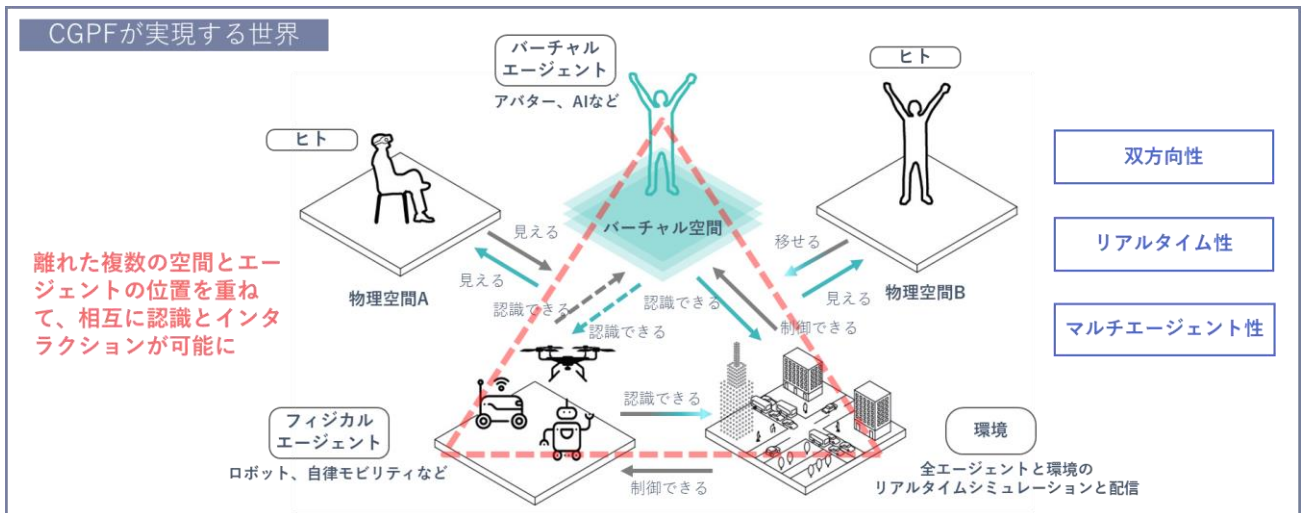 CGPFが実現する世界
バーチャル
エージェント
アバター、AIなど
ヒト
ヒト
双方向性
リアルタイム性
マルチエージェント性
離れた複数の空間とエー
ジェントの位置を重ね
て、相互に認識とインタ
ラクションが可能に
バーチャル空間
見える
見える
物理空間A
移せる
見える
物理空間B
認識できる
認識できる
認識できる
制御できる
フィジカル
エージェント
ロボット、自律モビリティなど
認識できる
制御できる
環境
全エージェントと環境の
リアルタイムシミュレーションと配信